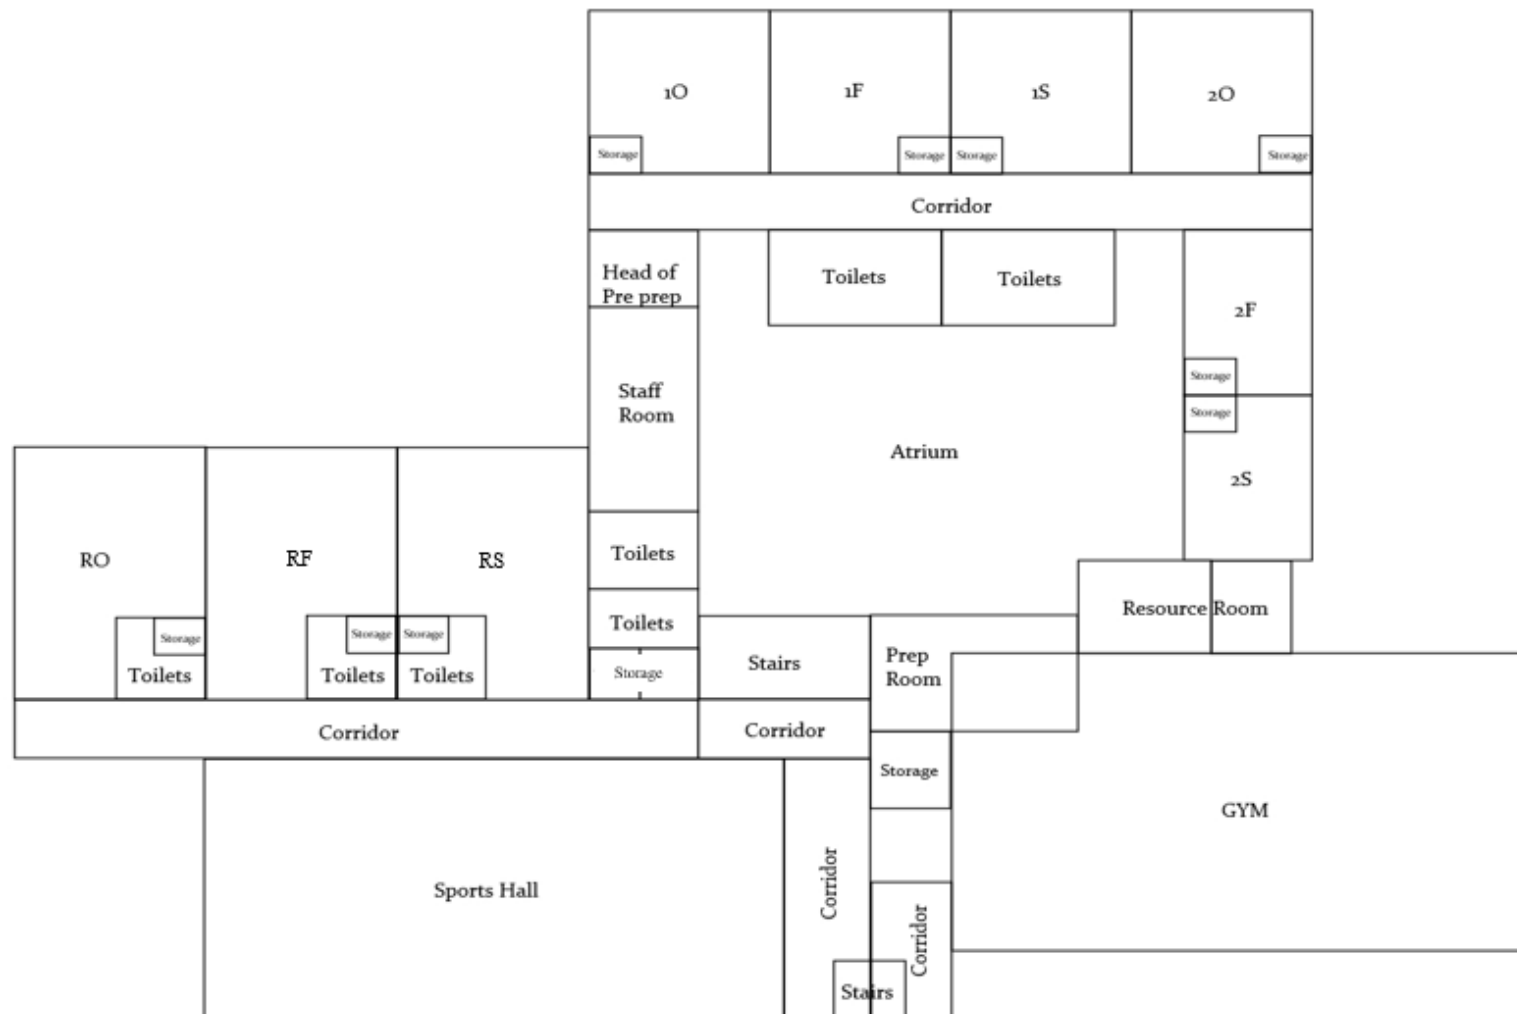 1O
1F
1S
2O
Storage
Storage
Storage
Storage
Corridor
Head of
Pre prep
Toilets
Toilets
2F
Storage
Storage
Staff
Room
Atrium
2S
RO
RF
RS
Toilets
Toilets
Storage
Storage
Storage
Storage
Toilets
Toilets
Toilets
Stairs
Prep
Room
Resource Room
Corridor
Corridor
Storage
GYM
Sports Hall
Corridor
Corridor
Stairs